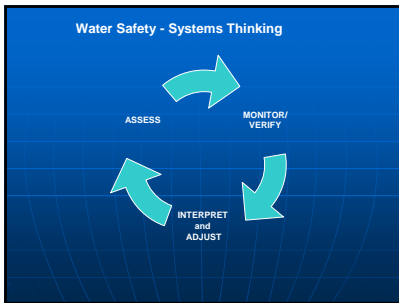 Water Safety - Systems Thinking
ASSESS
MONITOR/
VERIFY
INTERPRET
and
ADJUST